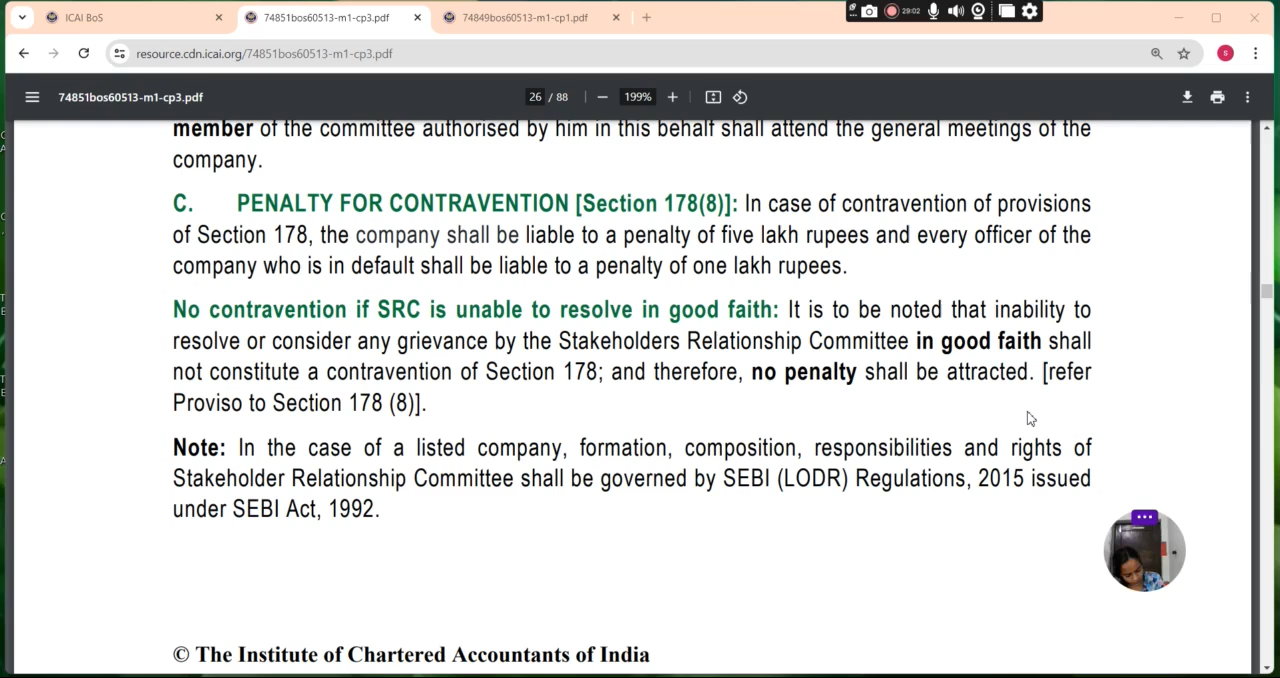 ICAI BoS
74851bos60513-m1-cp3.pdf
74849bos60513-m1-cp1.pdf
29:02
resource.cdn.icai.org/74851bos60513-m1-cp3.pdf
S
74851bos60513-m1-cp3.pdf
26 / 88
199%
member of the committee authorised by him in this behalf shall attend the general meetings of the
company.
C. PENALTY FOR CONTRAVENTION [Section 178(8)]: In case of contravention of provisions
of Section 178, the company shall be liable to a penalty of five lakh rupees and every officer of the
company who is in default shall be liable to a penalty of one lakh rupees.
No contravention if SRC is unable to resolve in good faith: It is to be noted that inability to
resolve or consider any grievance by the Stakeholders Relationship Committee in good faith shall
not constitute a contravention of Section 178; and therefore, no penalty shall be attracted. [refer
Proviso to Section 178 (8)].
Note: In the case of a listed company, formation, composition, responsibilities and rights of
Stakeholder Relationship Committee shall be governed by SEBI (LODR) Regulations, 2015 issued
under SEBI Act, 1992.
© The Institute of Chartered Accountants of India